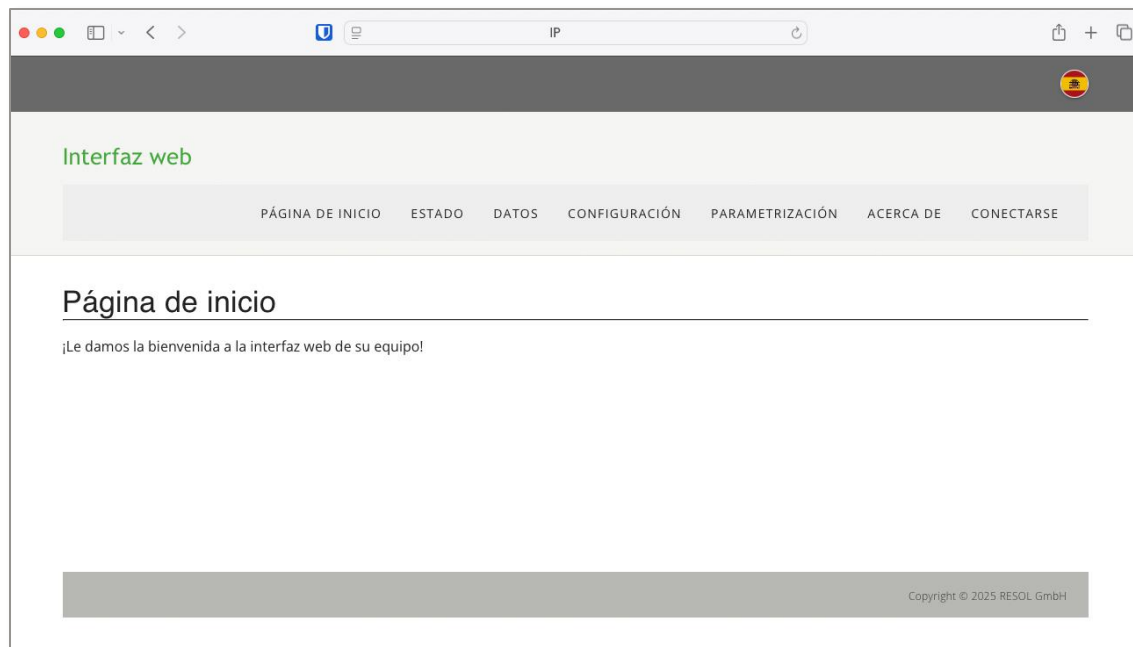 IP
Interfaz web
PÁGINA DE INICIO ESTADO DATOS CONFIGURACIÓN PARAMETRIZACIÓN ACERCA DE CONECTARSE
Página de inicio
¡Le damos la bienvenida a la interfaz web de su equipo!
Copyright © 2025 RESOL GmbH